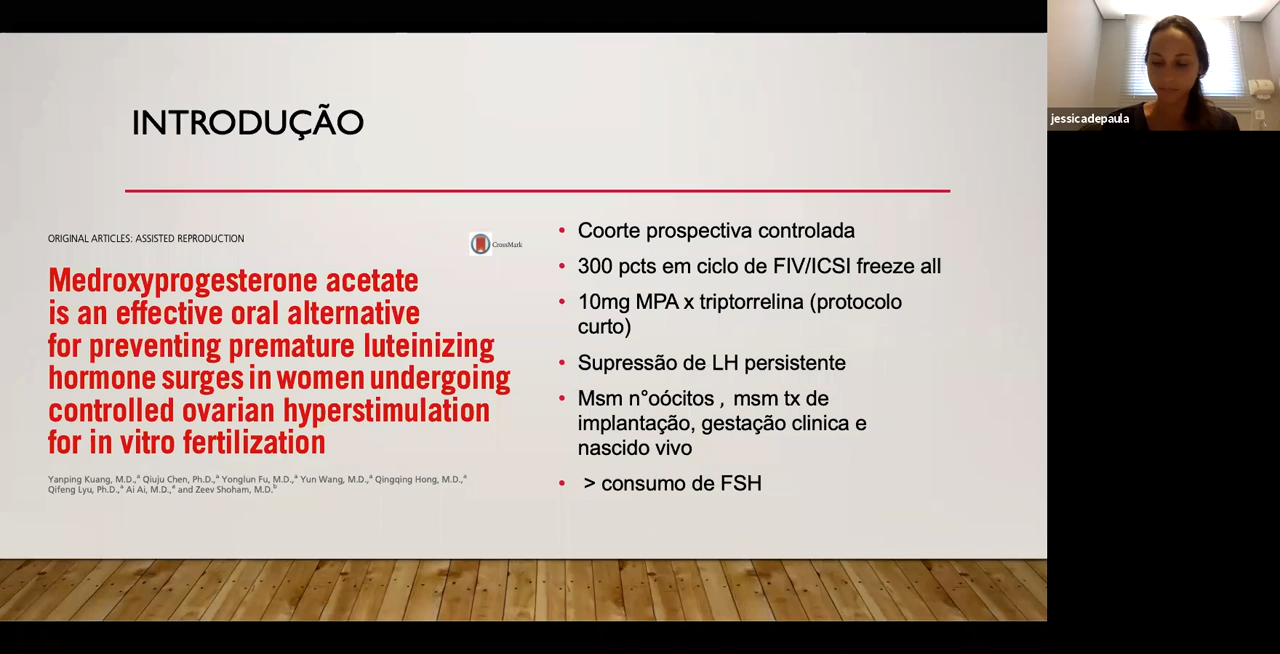 INTRODUÇÃO
ORIGINAL ARTICLES: ASSISTED REPRODUCTION
CrossMark
Medroxyprogesterone acetate
is an effective oral alternative
for preventing premature luteinizing
hormone surges in women undergoing
controlled ovarian hyperstimulation
for in vitro fertilization
Yanping Kuang, M.D.,a Qiuju Chen, Ph.D.,a Yonglun Fu, M.D.,a Yun Wang, M.D.,a Qingqing Hong, M.D.,a
Qifeng Lyu, Ph.D.,a Ai Ai, M.D.,a and Zeev Shoham, M.D.b
• Coorte prospectiva controlada
• 300 pcts em ciclo de FIV/ICSI freeze all
• 10mg MPA x triptorrelina (protocolo
curto)
• Supressão de LH persistente
• Msm n°oócitos , msm tx de
implantação, gestação clinica e
nascido vivo
• > consumo de FSH
jessicadepaula